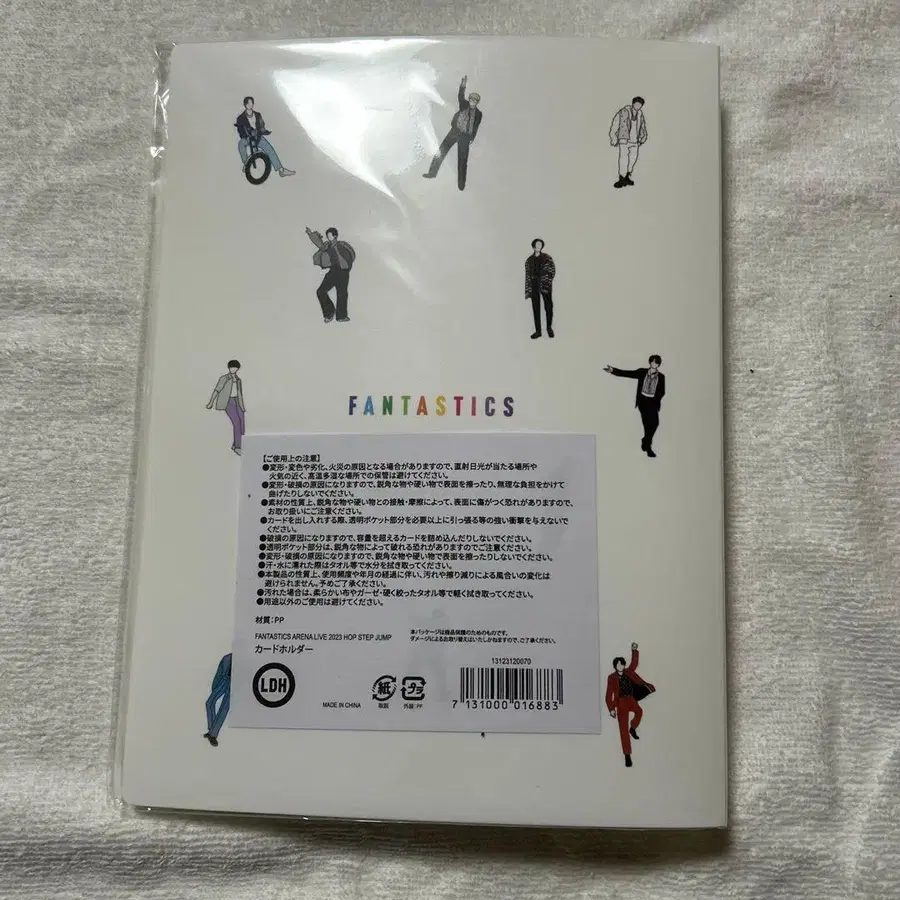 FANTASTICS
【ご使用上の注意】
●変形・変色や劣化、火災の原因となる場合がありますので、直射日光が当たる場所や
火気の近く、高温多湿な場所での保管は避けてください。
●変形・破損の原因になりますので、鋭角な物や硬い物で表面を擦ったり、無理な負担をかけて
曲げたりしないでください。
●素材の性質上、鋭角な物や硬い物との接触・摩擦によって、表面に傷がつく恐れがありますので、
お取り扱いにご注意ください。
●カードを出し入れする際、透明ポケット部分を必要以上に引っ張る等の強い衝撃を与えないで
ください。
●破損の原因になりますので、容量を超えるカードを詰め込んだりしないでください。
●透明ポケット部分は、鋭角な物によって破れる恐れがありますのでご注意ください。
●変形・破損の原因になりますので、鋭角な物や硬い物で表面を擦ったりしないでください。
●汗・水に濡れた際はタオル等で水分を拭き取ってください。
●本製品の性質上、使用頻度や年月の経過に伴い、汚れや擦り減りによる風合いの変化は
避けられません。予めご了承ください。
●汚れた場合は、柔らかい布やガーゼ・硬く絞ったタオル等で軽く拭き取ってください。
●用途以外のご使用は避けてください。
材質:PP
FANTASTICS ARENA LIVE 2023 HOP STEP JUMP
カードホルダー
本パッケージは商品保護のためのものです。
ダメージによるお取り替えはいたしかねますので、ご了承ください。
LDH
MADE IN CHINA
紙
取説
プラ
外装:PP
13123120070
7 131000 016883